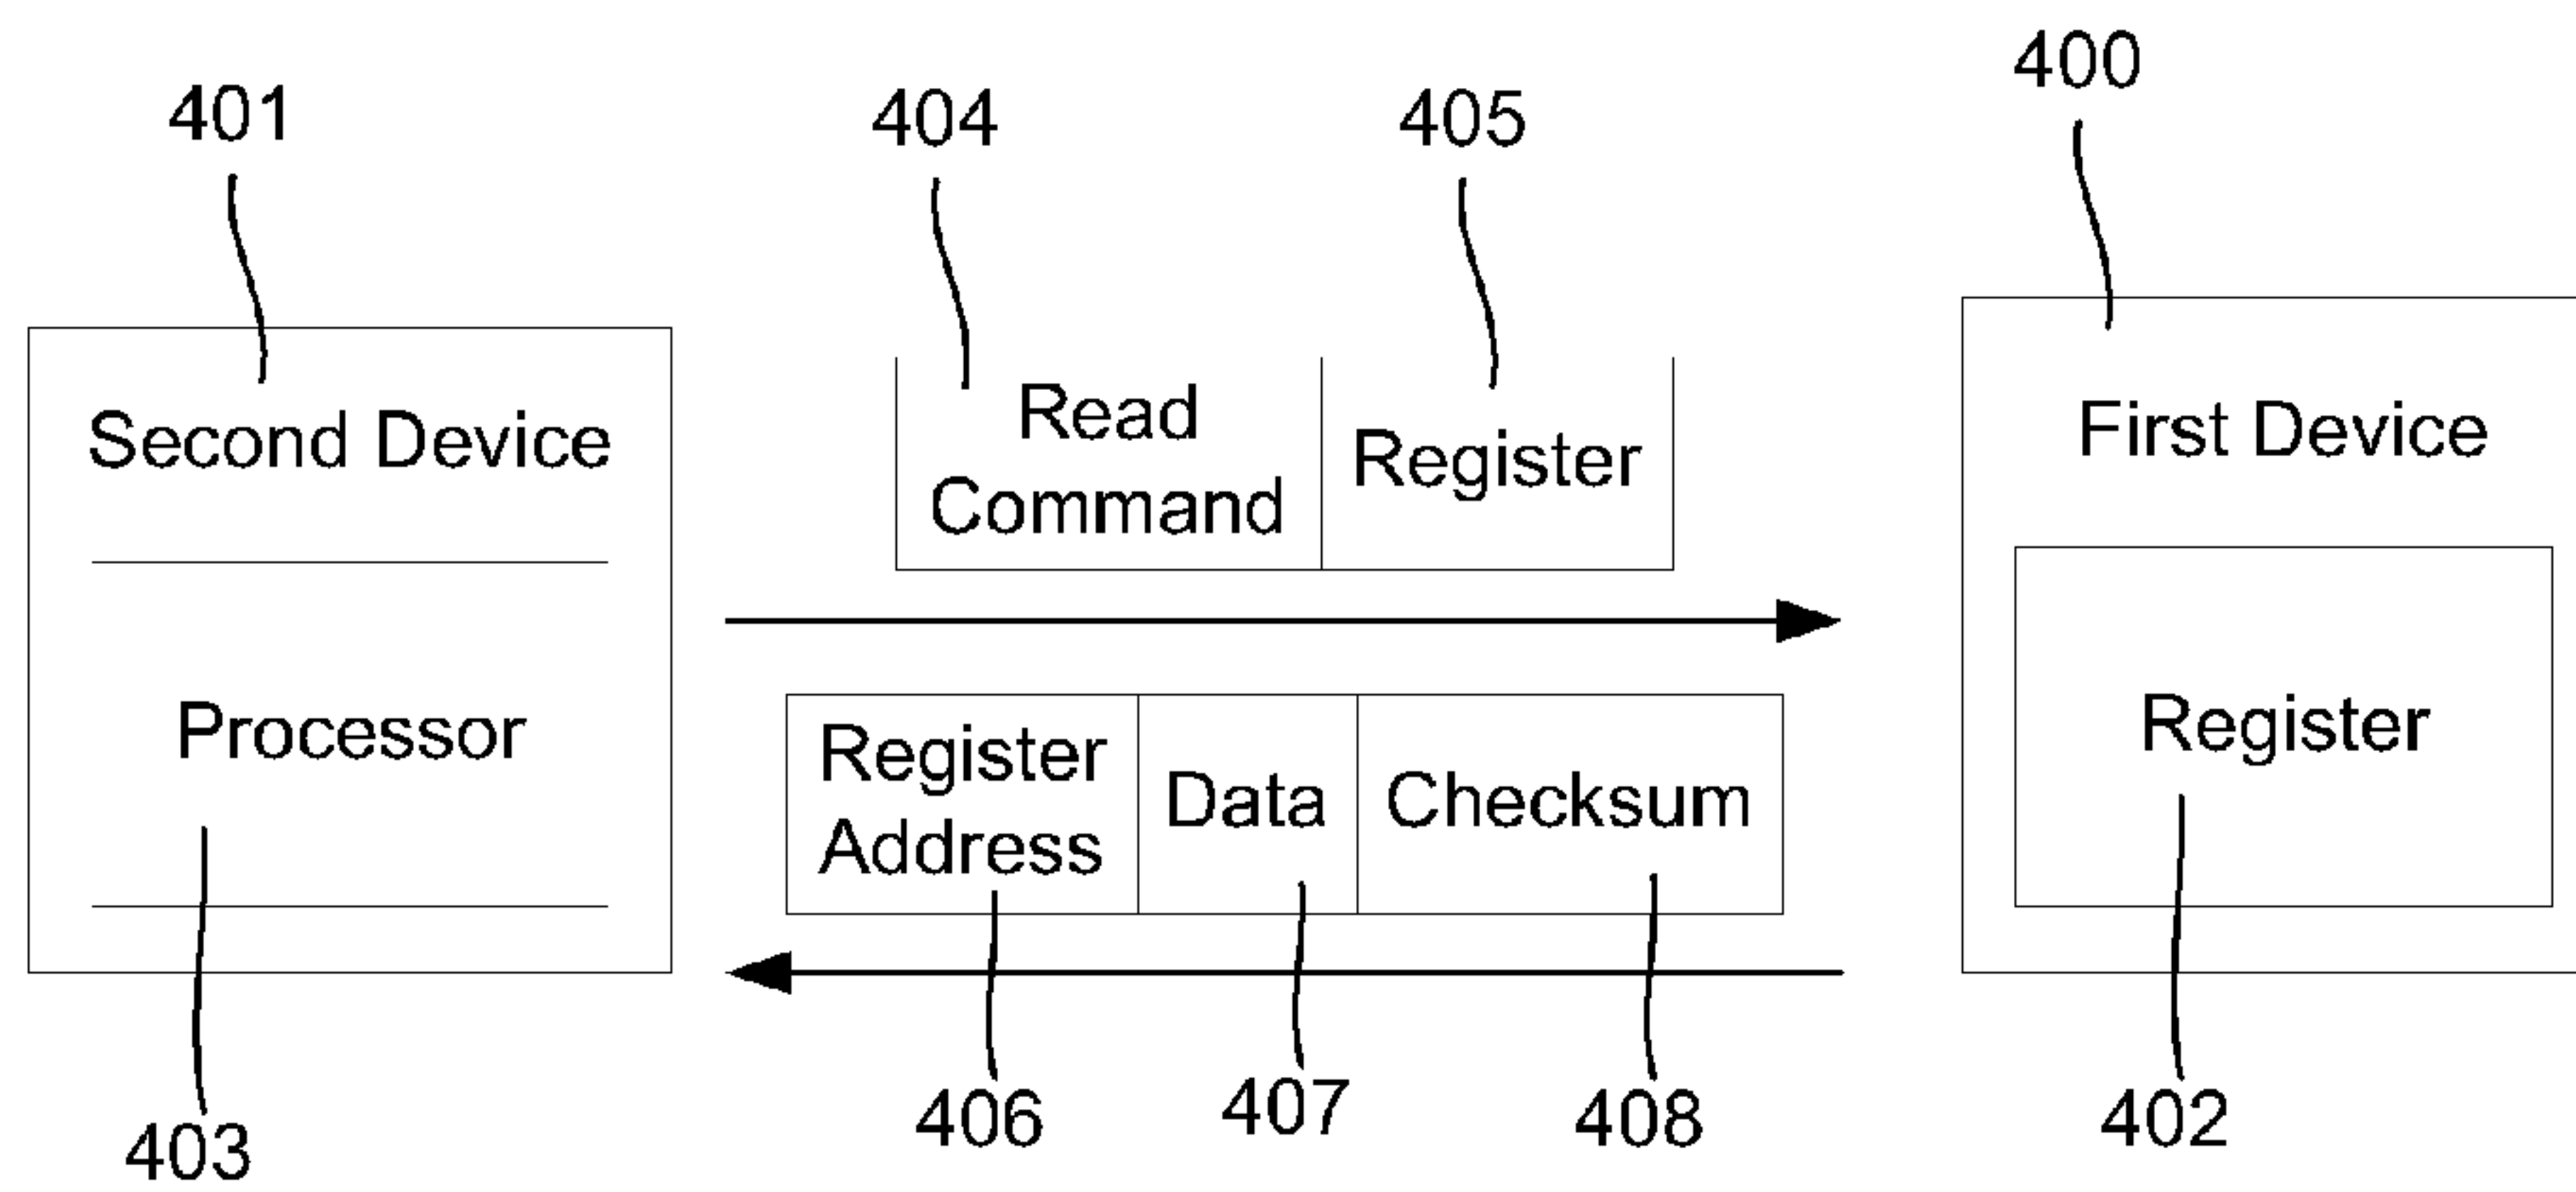 400
401
404
405
Second Device
Read
Command
Register
First Device
Processor
Register
Address
Data
Checksum
Register
403
406
407
408
402